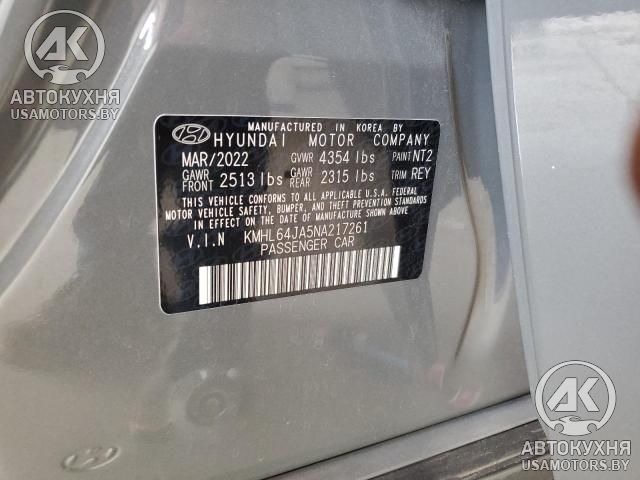 АВТОКУХНЯ
USAMOTORS.BY
MANUFACTURED IN KOREA BY
HYUNDAI MOTOR COMPANY
MAR/2022 GVWR 4354 lbs PAINT NT2
GAWR FRONT 2513 lbs GAWR REAR 2315 lbs TRIM REY
THIS VEHICLE CONFORMS TO ALL APPLICABLE U.S.A. FEDERAL
MOTOR VEHICLE SAFETY, BUMPER, AND THEFT PREVENTION
STANDARDS IN EFFECT ON THE DATE OF MANUFACTURE
SHOWN ABOVE.
V.I.N KMHL64JA5NA217261
PASSENGER CAR
АВТОКУХНЯ
USAMOTORS.BY